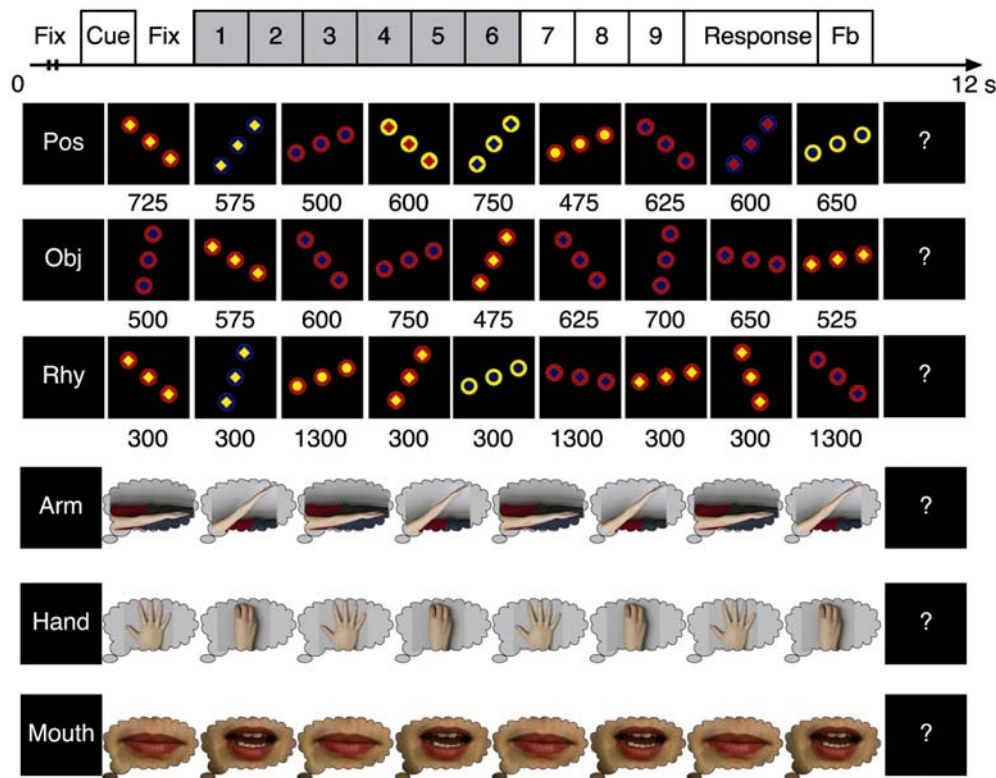 Fix Cue Fix 1 2 3 4 5 6 7 8 9 Response Fb
0 12 s
Pos ?
725 575 500 600 750 475 625 600 650
Obj ?
500 575 600 750 475 625 700 650 525
Rhy ?
300 300 1300 300 300 1300 300 300 1300
Arm ?
Hand ?
Mouth ?